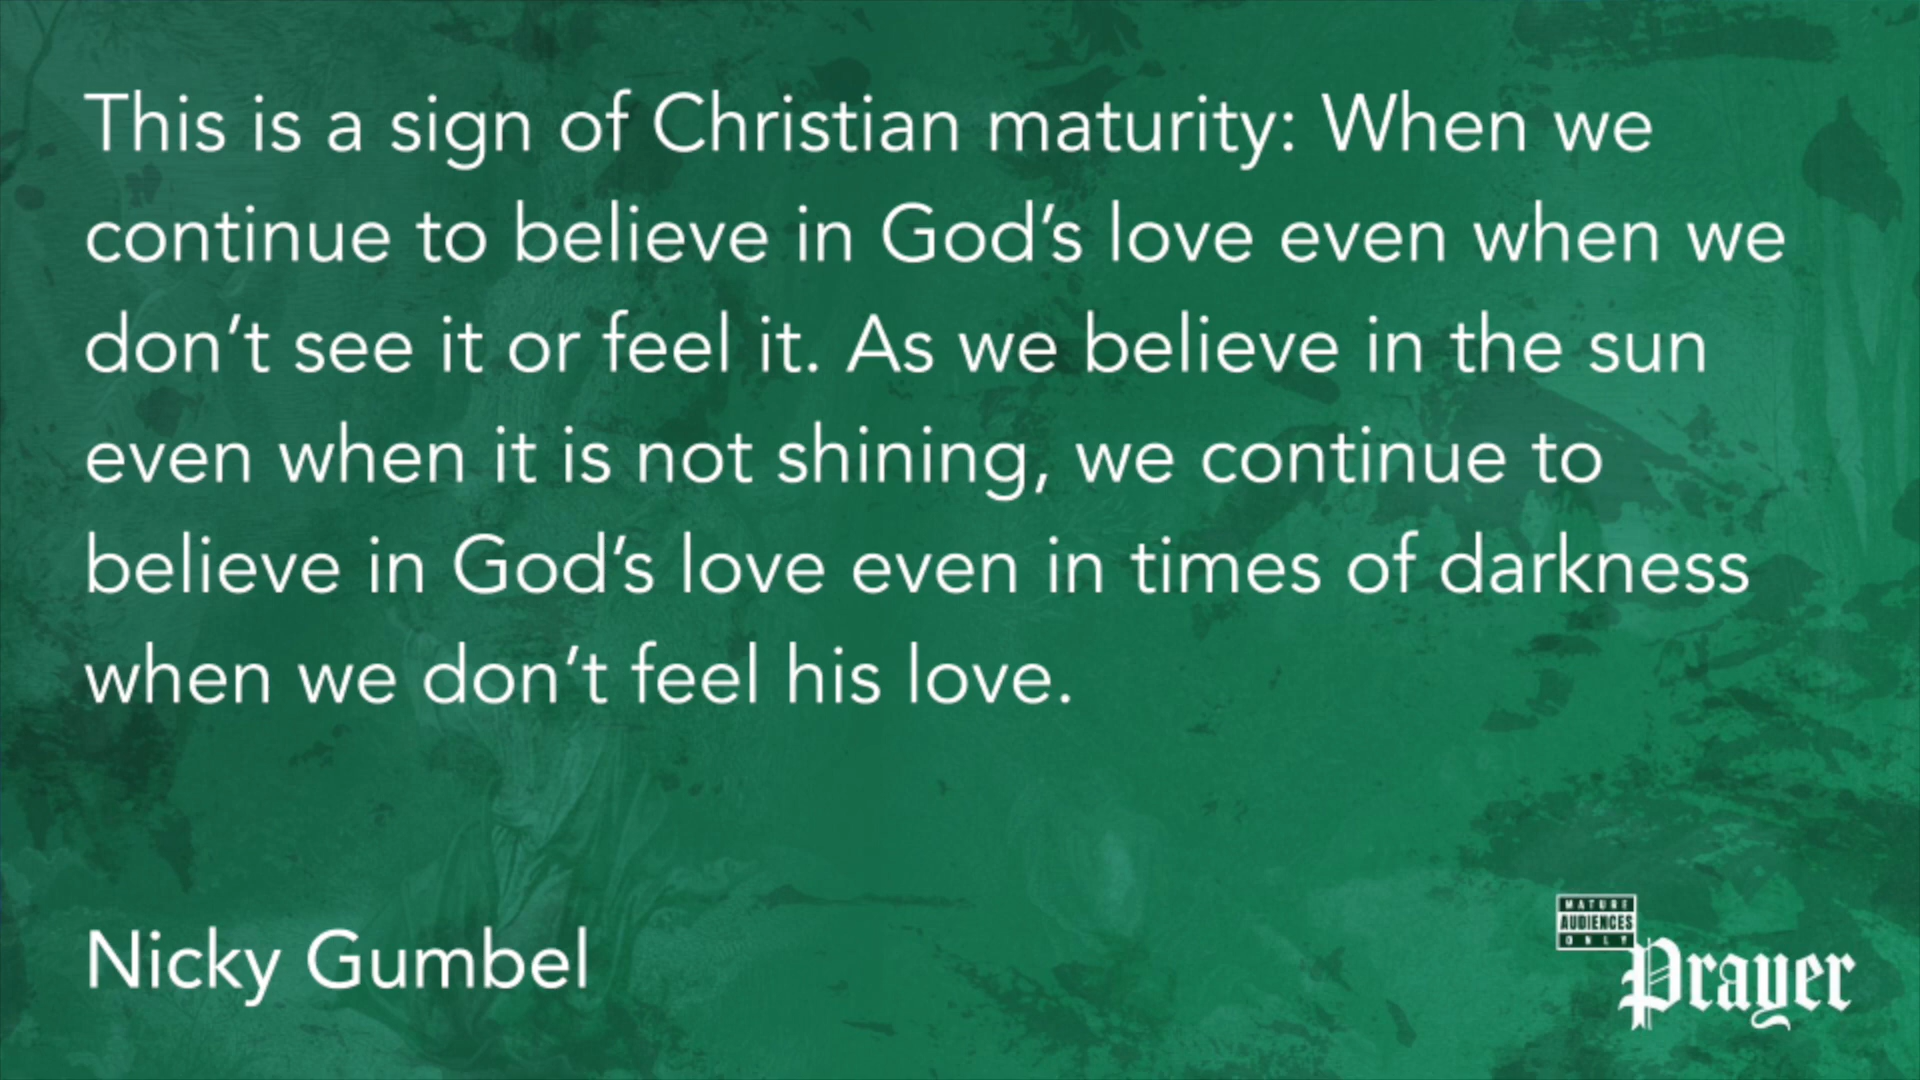 This is a sign of Christian maturity: When we
continue to believe in God’s love even when we
don’t see it or feel it. As we believe in the sun
even when it is not shining, we continue to
believe in God’s love even in times of darkness
when we don’t feel his love.
Nicky Gumbel
MATURE
AUDIENCES
ONLY
Prayer